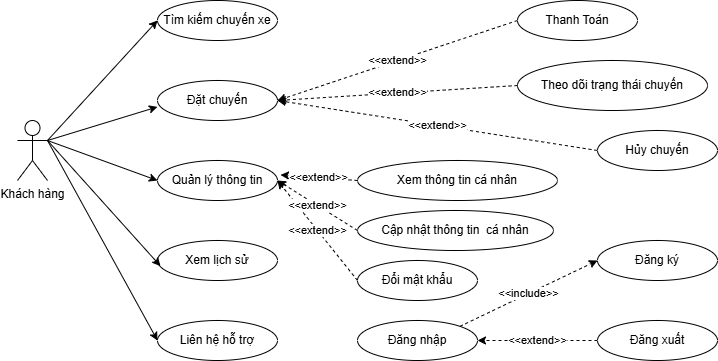 Tìm kiếm chuyến xe
Thanh Toán
<<extend>>
Theo dõi trạng thái chuyến
<<extend>>
Đặt chuyến
<<extend>>
Hủy chuyến
Khách hàng
Quản lý thông tin
<<extend>>
Xem thông tin cá nhân
<<extend>>
Cập nhật thông tin cá nhân
<<extend>>
Xem lịch sử
Đổi mật khẩu
Đăng ký
<<include>>
Liên hệ hỗ trợ
Đăng nhập
<<extend>>
Đăng xuất